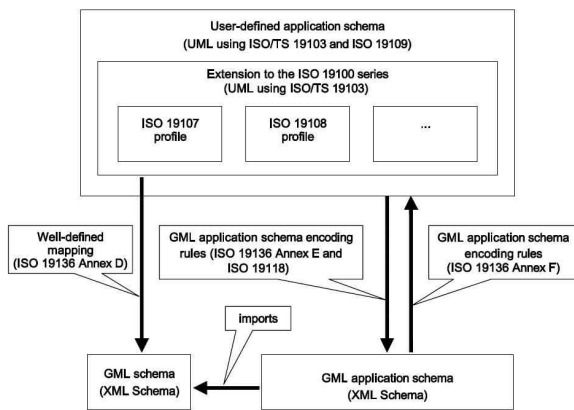 User-defined application schema
(UML using ISO/TS 19103 and ISO 19109)
Extension to the ISO 19100 series
(UML using ISO/TS 19103)
ISO 19107
profile
ISO 19108
profile
...
Well-defined
mapping
(ISO 19136 Annex D)
GML application schema encoding
rules (ISO 19136 Annex E and
ISO 19118)
GML application schema
encoding rules
(ISO 19136 Annex F)
imports
GML schema
(XML Schema)
GML application schema
(XML Schema)